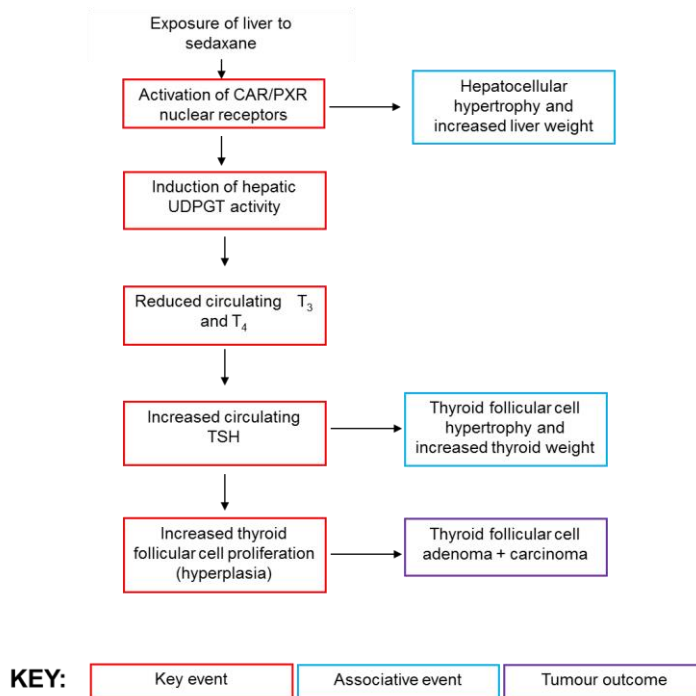 Exposure of liver to
sedaxane
Activation of CAR/PXR
nuclear receptors
Hepatocellular
hypertrophy and
increased liver weight
Induction of hepatic
UDPGT activity
Reduced circulating T₃
and T₄
Increased circulating
TSH
Thyroid follicular cell
hypertrophy and
increased thyroid weight
Increased thyroid
follicular cell proliferation
(hyperplasia)
Thyroid follicular cell
adenoma + carcinoma
KEY:
Key event
Associative event
Tumour outcome